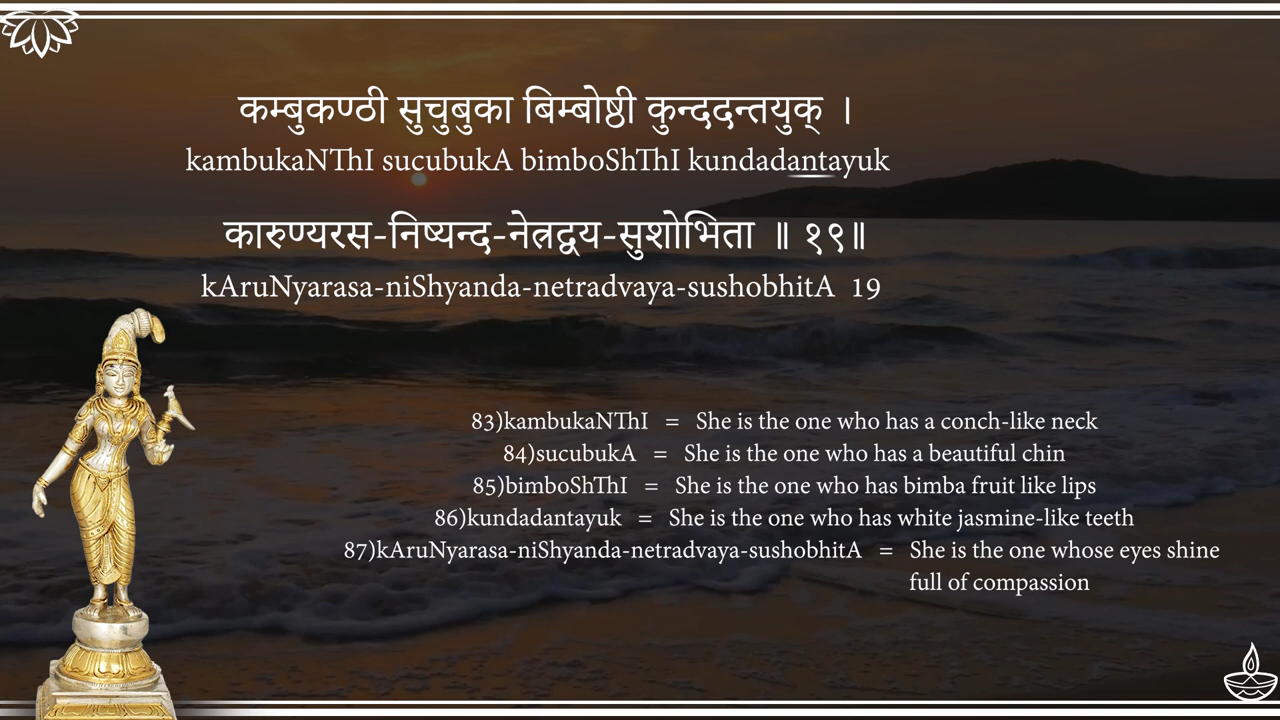 कम्बुकण्ठी सुचुबुका बिम्बोष्ठी कुन्ददन्तयुक् ।
kambukaNThI sucubukA bimboShThI kundadantayuk
कारुण्यरस-निष्यन्द-नेत्रद्वय-सुशोभिता ॥ १९॥
kAruNyarasa-niShyanda-netradvaya-sushobhitA 19
83)kambukaNThI = She is the one who has a conch-like neck
84)sucubukA = She is the one who has a beautiful chin
85)bimboShThI = She is the one who has bimba fruit like lips
86)kundadantayuk = She is the one who has white jasmine-like teeth
87)kAruNyarasa-niShyanda-netradvaya-sushobhitA = She is the one whose eyes shine
full of compassion